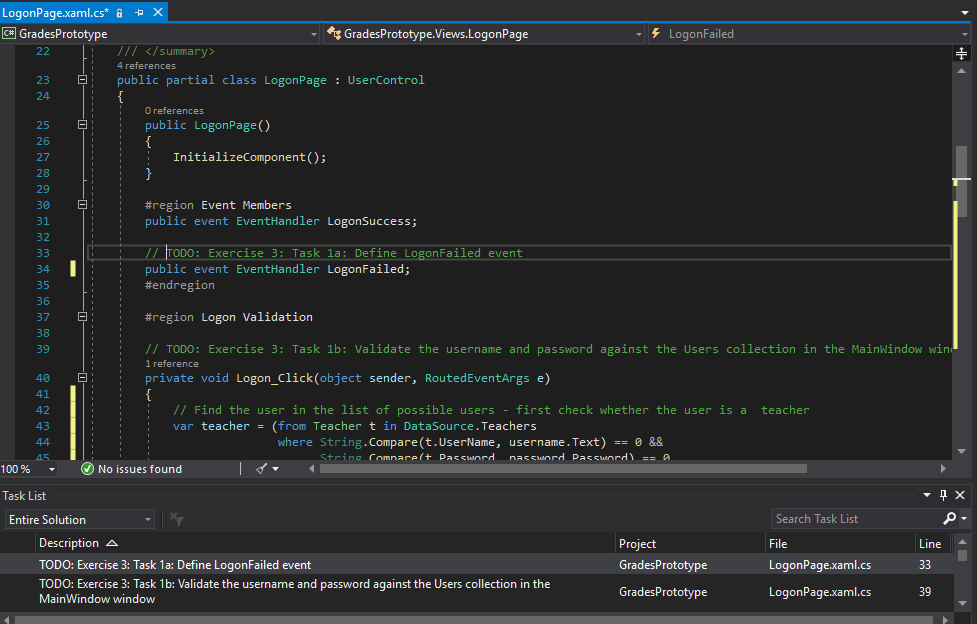 LogonPage.xaml.cs*
C# GradesPrototype GradesPrototype.Views.LogonPage LogonFailed
22 /// </summary>
4 references
23 public partial class LogonPage : UserControl
24 {
0 references
25 public LogonPage()
26 {
27 InitializeComponent();
28 }
29
30 #region Event Members
31 public event EventHandler LogonSuccess;
32
33 // TODO: Exercise 3: Task 1a: Define LogonFailed event
34 public event EventHandler LogonFailed;
35 #endregion
36
37 #region Logon Validation
38
39 // TODO: Exercise 3: Task 1b: Validate the username and password against the Users collection in the MainWindow win
1 reference
40 private void Logon_Click(object sender, RoutedEventArgs e)
41 {
42 // Find the user in the list of possible users - first check whether the user is a  teacher
43 var teacher = (from Teacher t in DataSource.Teachers
44 where String.Compare(t.UserName, username.Text) == 0 &&
45 String.Compare(t.Password, password.Password) == 0
100 % No issues found
Task List
Entire Solution Search Task List
Description Project File Line
TODO: Exercise 3: Task 1a: Define LogonFailed event GradesPrototype LogonPage.xaml.cs 33
TODO: Exercise 3: Task 1b: Validate the username and password against the Users collection in the
MainWindow window GradesPrototype LogonPage.xaml.cs 39